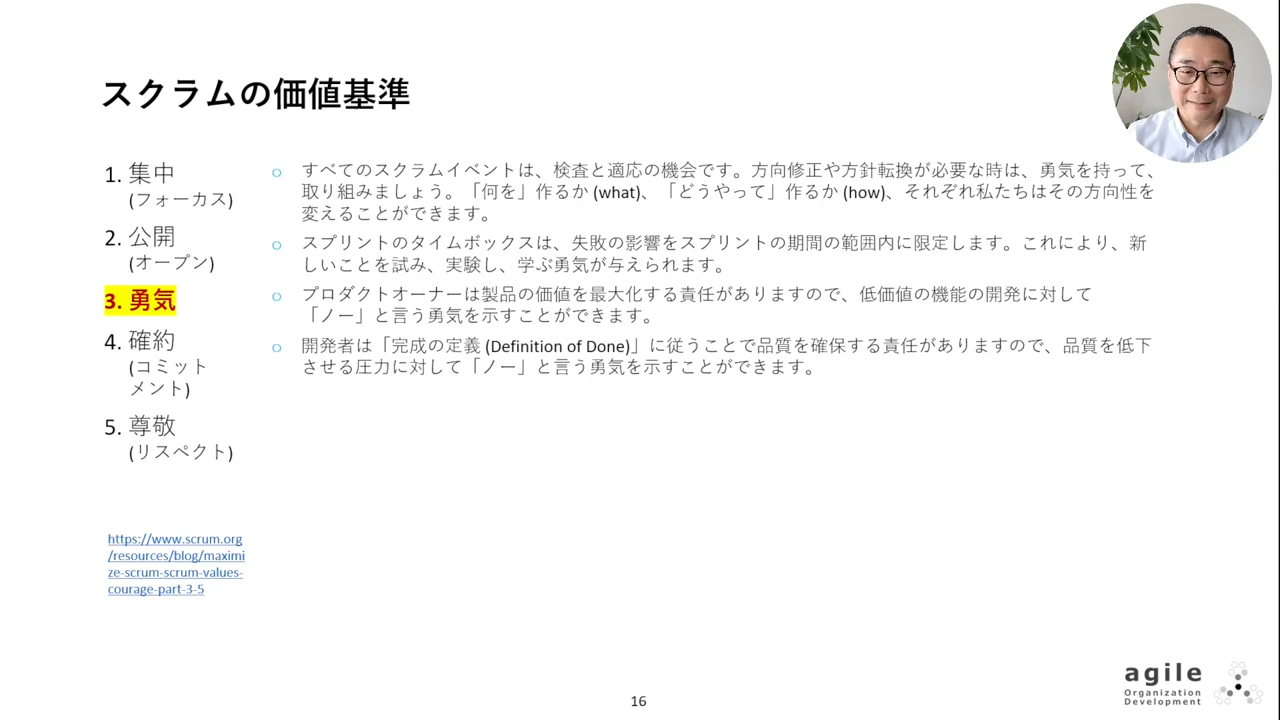 スクラムの価値基準
1. 集中
(フォーカス)
2. 公開
(オープン)
3. 勇気
4. 確約
(コミット
メント)
5. 尊敬
(リスペクト)
https://www.scrum.org
/resources/blog/maximi
ze-scrum-scrum-values-
courage-part-3-5
○ すべてのスクラムイベントは、検査と適応の機会です。方向修正や方針転換が必要な時は、勇気を持って、
取り組みましょう。「何を」作るか (what)、「どうやって」作るか (how)、それぞれ私たちはその方向性を
変えることができます。
○ スプリントのタイムボックスは、失敗の影響をスプリントの期間の範囲内に限定します。これにより、新
しいことを試み、実験し、学ぶ勇気が与えられます。
○ プロダクトオーナーは製品の価値を最大化する責任がありますので、低価値の機能の開発に対して
「ノー」と言う勇気を示すことができます。
○ 開発者は「完成の定義 (Definition of Done)」に従うことで品質を確保する責任がありますので、品質を低下
させる圧力に対して「ノー」と言う勇気を示すことができます。
16
agile
Organization
Development